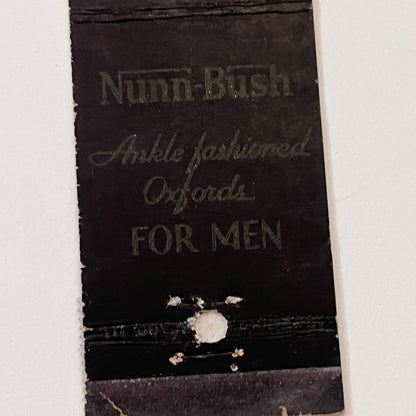 Nunn-Bush
Ankle fashioned
Oxfords
FOR MEN